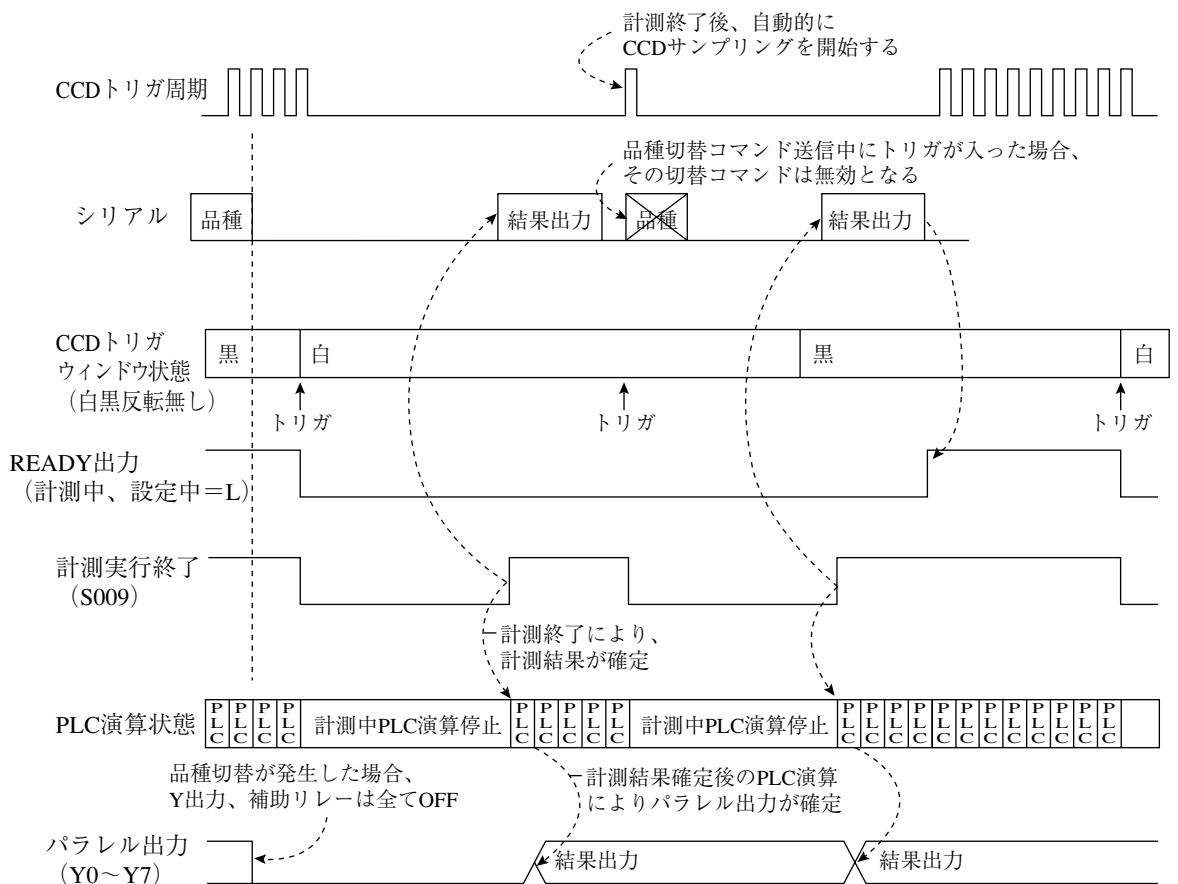 計測終了後、自動的に
CCDサンプリングを開始する
CCDトリガ周期
品種切替コマンド送信中にトリガが入った場合、
その切替コマンドは無効となる
シリアル
品種
結果出力
品種
結果出力
CCDトリガ
ウィンドウ状態
（白黒反転無し）
黒
白
黒
白
トリガ
トリガ
トリガ
READY出力
（計測中、設定中＝L）
計測実行終了
（S009）
計測終了により、
計測結果が確定
PLC演算状態
PLC
PLC
PLC
PLC
計測中PLC演算停止
PLC
PLC
PLC
PLC
PLC
計測中PLC演算停止
PLC
PLC
PLC
PLC
PLC
PLC
PLC
PLC
PLC
PLC
PLC
PLC
品種切替が発生した場合、
Y出力、補助リレーは全てOFF
計測結果確定後のPLC演算
によりパラレル出力が確定
パラレル出力
（Y0～Y7）
結果出力
結果出力